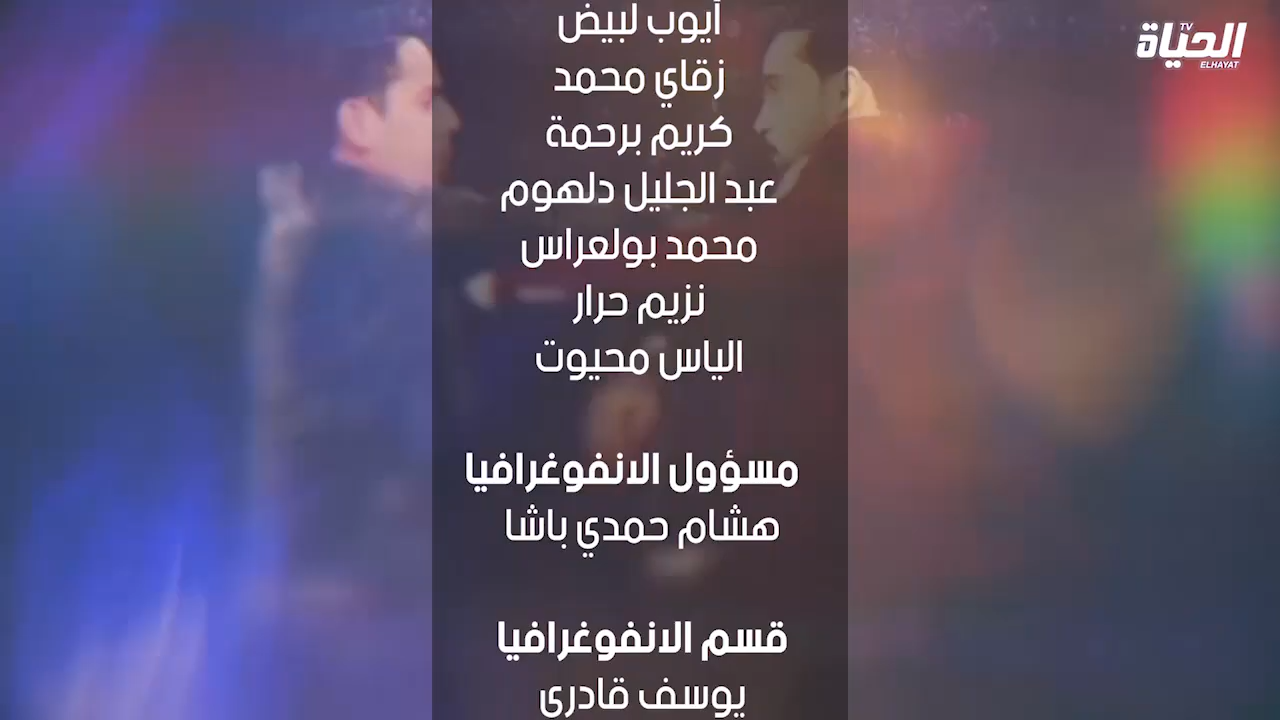 الحياة TV
ELHAYAT
أيوب لبيض
زقاي محمد
كريم برحمة
عبد الجليل دلهوم
محمد بولعراس
نزيم حرار
الياس محيوت
مسؤول الانفوغرافيا
هشام حمدي باشا
قسم الانفوغرافيا
يوسف قادري